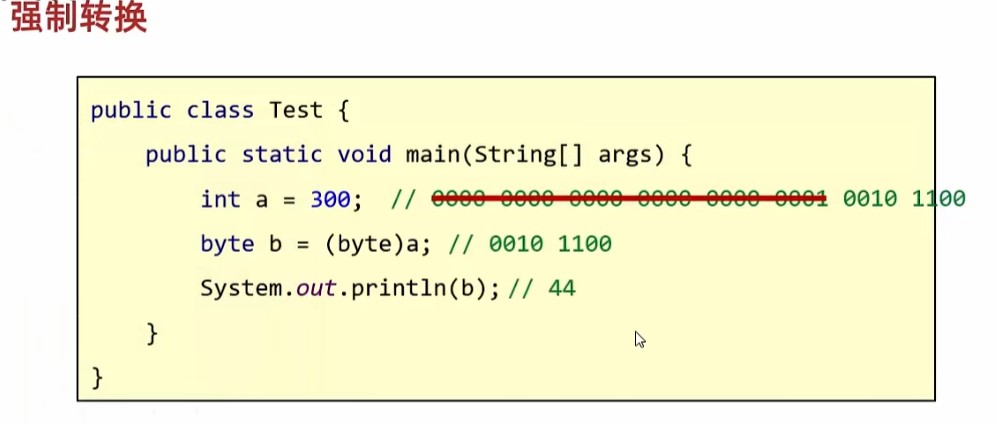 强制转换
public class Test {
public static void main(String[] args) {
int a = 300; // 0000 0000 0000 0000 0000 0001 0010 1100
byte b = (byte)a; // 0010 1100
System.out.println(b); // 44
}
}